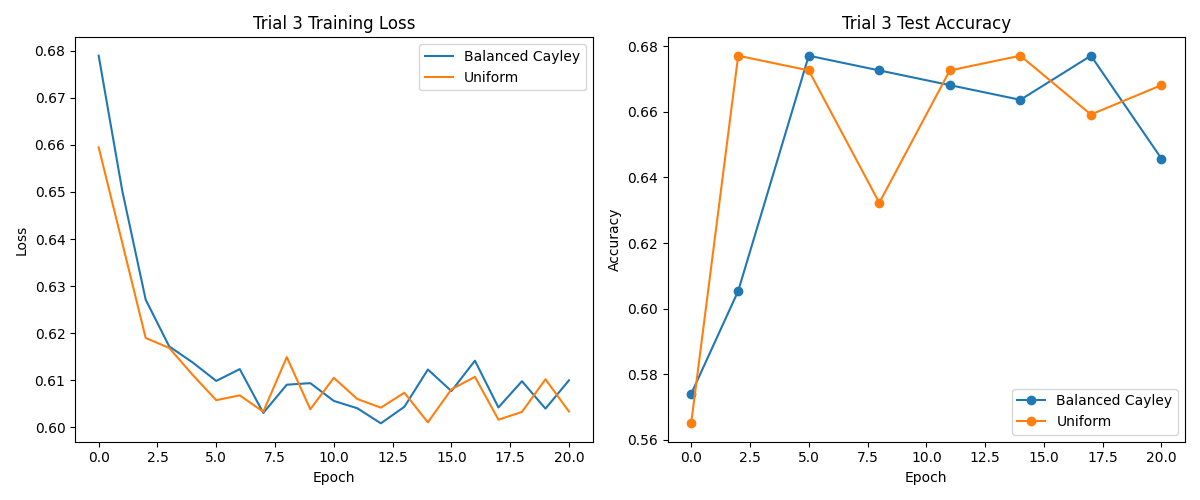 Trial 3 Training Loss
Loss
0.68
0.67
0.66
0.65
0.64
0.63
0.62
0.61
0.60
Balanced Cayley
Uniform
0.0 2.5 5.0 7.5 10.0 12.5 15.0 17.5 20.0
Epoch
Trial 3 Test Accuracy
Accuracy
0.68
0.66
0.64
0.62
0.60
0.58
0.56
Balanced Cayley
Uniform
0.0 2.5 5.0 7.5 10.0 12.5 15.0 17.5 20.0
Epoch